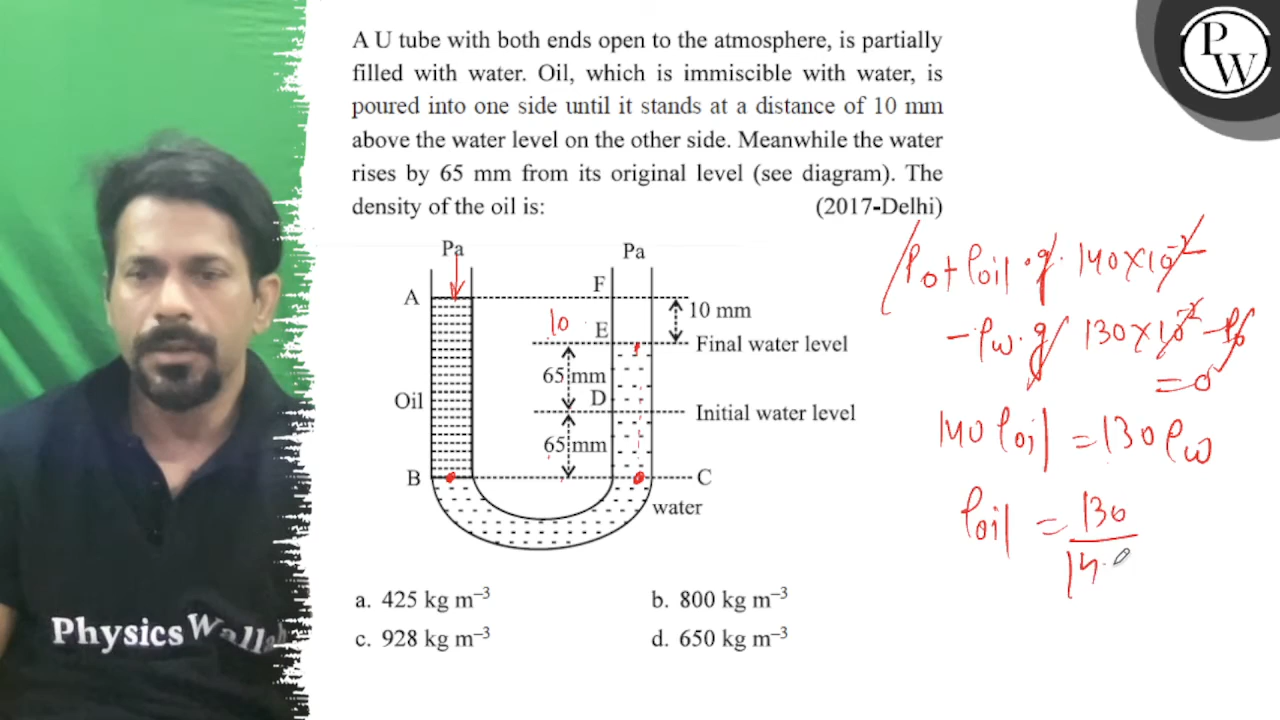 A U tube with both ends open to the atmosphere, is partially
filled with water. Oil, which is immiscible with water, is
poured into one side until it stands at a distance of 10 mm
above the water level on the other side. Meanwhile the water
rises by 65 mm from its original level (see diagram). The
density of the oil is: (2017-Delhi)
Pa
Pa
F
A
10 mm
10
E
Final water level
65 mm
D
Initial water level
Oil
65 mm
B
C
water
a. 425 kg m⁻³
b. 800 kg m⁻³
c. 928 kg m⁻³
d. 650 kg m⁻³
P₀ + ρoil · g · 140 × 10⁻²
- ρw · g 130 × 10⁻² - P₀
= 0
140 ρoil = 130 ρw
ρoil = 130
14
Physics Wallah
PW